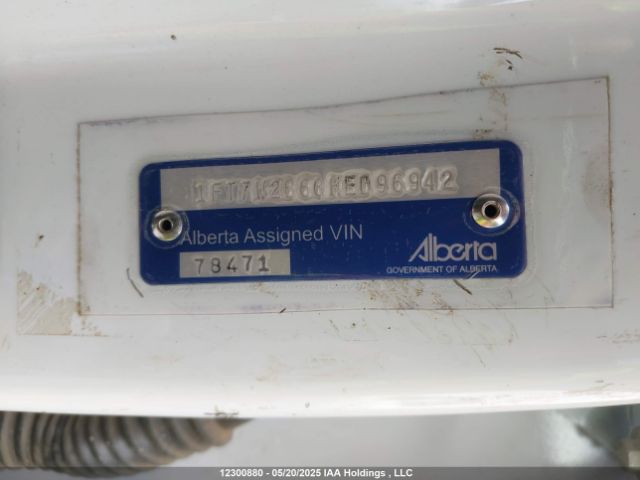 1FT7W2B66NED96942
Alberta Assigned VIN
78471
Alberta
GOVERNMENT OF ALBERTA
12300880 - 05/20/2025 IAA Holdings , LLC